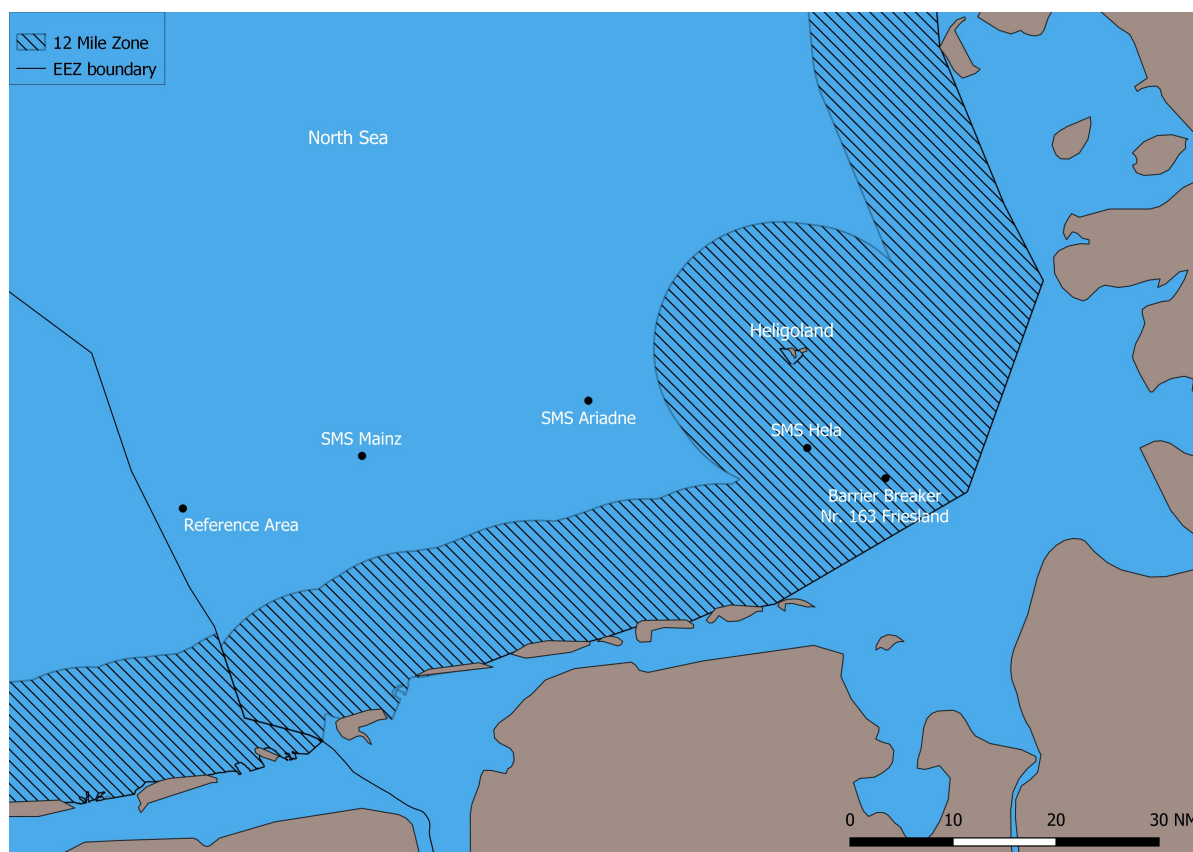 12 Mile Zone
EEZ boundary
North Sea
Heligoland
SMS Ariadne
SMS Hela
SMS Mainz
Barrier Breaker
Nr. 163 Friesland
Reference Area
0 10 20 30 NM